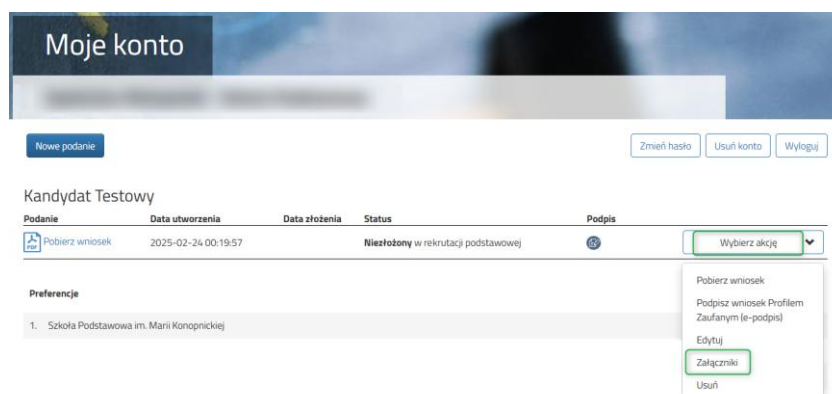 Moje konto
Nowe podanie
Zmień hasło Usuń konto Wyloguj
Kandydat Testowy
Podanie Data utworzenia Data złożenia Status Podpis
PDF Pobierz wniosek 2025-02-24 00:19:57 Niezłożony w rekrutacji podstawowej Wybierz akcję
Pobierz wniosek
Podpisz wniosek Profilem
Zaufanym (e-podpis)
Edytuj
Załączniki
Usuń
Preferencje
1. Szkoła Podstawowa im. Marii Konopnickiej